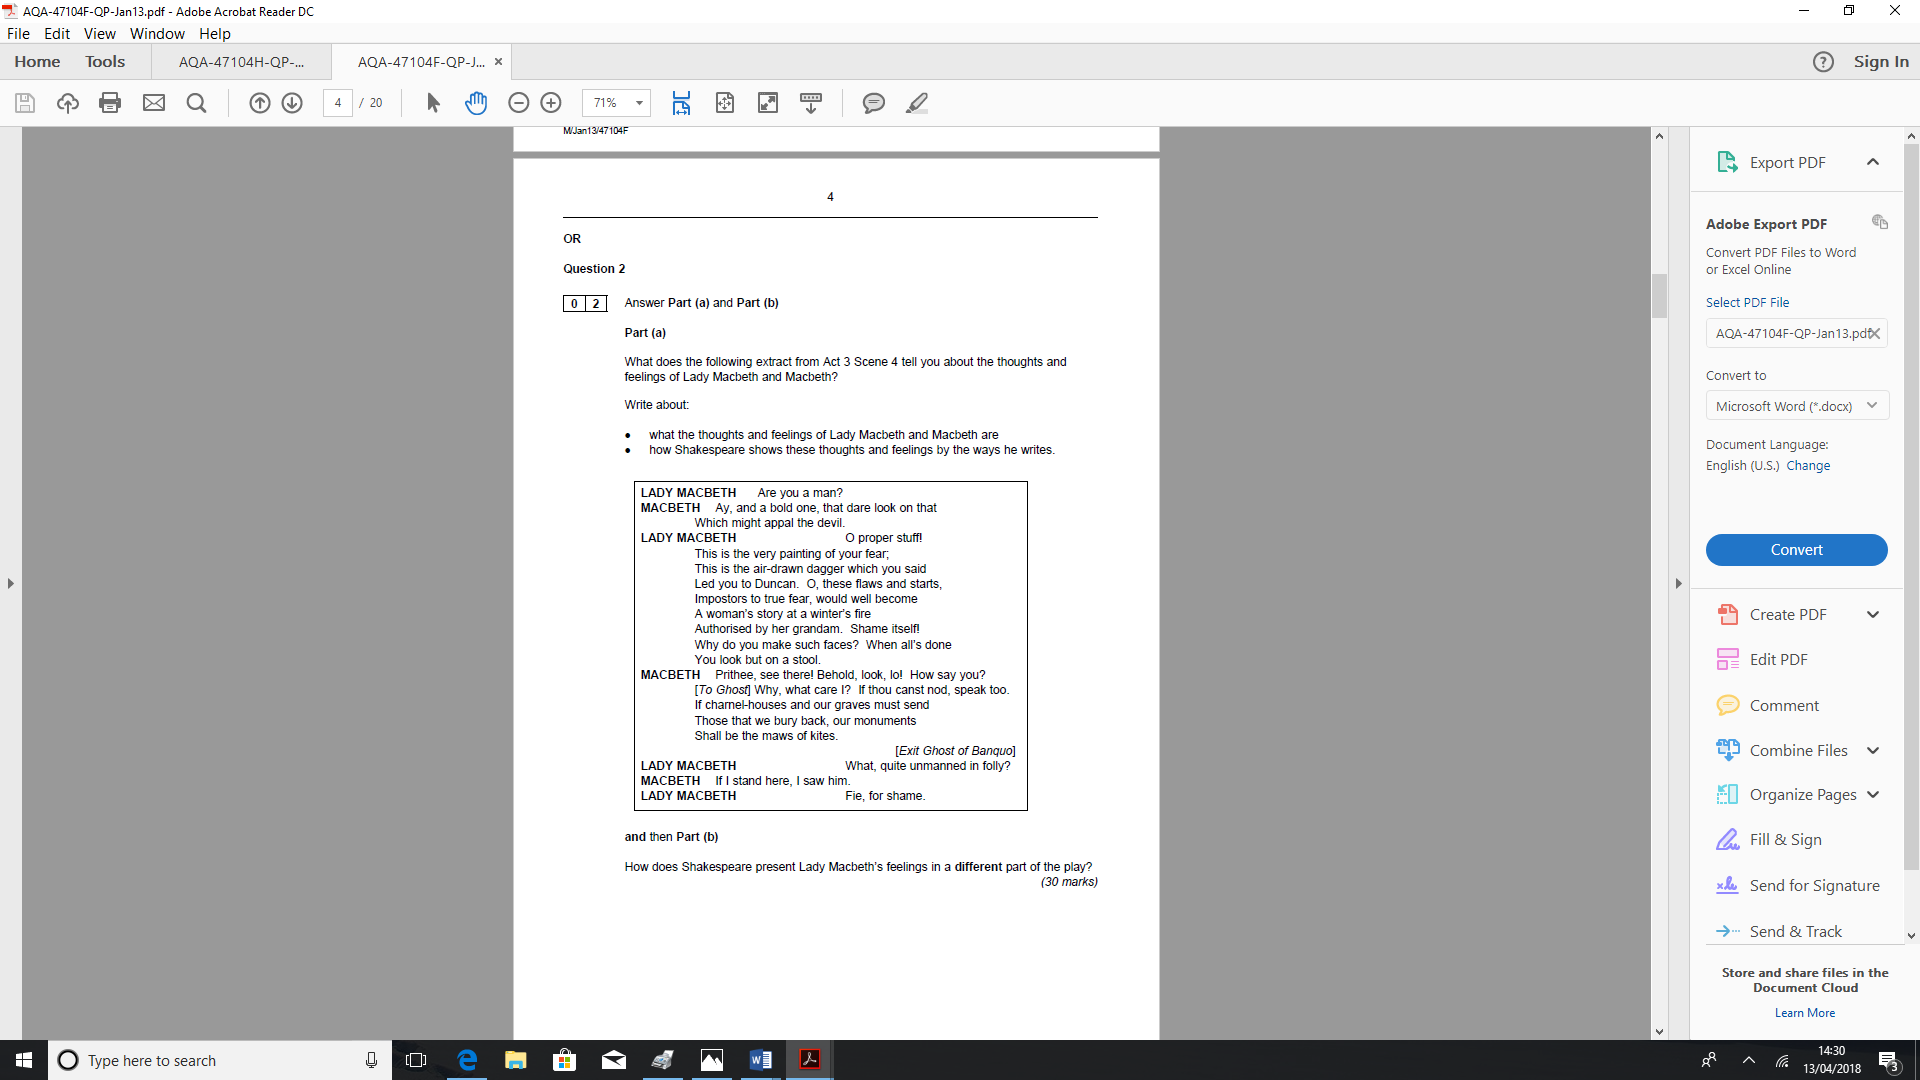 AQA-47104F-QP-Jan13.pdf - Adobe Acrobat Reader DC
File Edit View Window Help
Home Tools AQA-47104H-QP-... AQA-47104F-QP-J... ×
Sign In
4 / 20 71%
M/Jan13/47104F
4
OR
Question 2
0 2 Answer Part (a) and Part (b)
Part (a)
What does the following extract from Act 3 Scene 4 tell you about the thoughts and
feelings of Lady Macbeth and Macbeth?
Write about:
• what the thoughts and feelings of Lady Macbeth and Macbeth are
• how Shakespeare shows these thoughts and feelings by the ways he writes.
LADY MACBETH Are you a man?
MACBETH Ay, and a bold one, that dare look on that
Which might appal the devil.
LADY MACBETH O proper stuff!
This is the very painting of your fear;
This is the air-drawn dagger which you said
Led you to Duncan. O, these flaws and starts,
Impostors to true fear, would well become
A woman's story at a winter's fire
Authorised by her grandam. Shame itself!
Why do you make such faces? When all's done
You look but on a stool.
MACBETH Prithee, see there! Behold, look, lo! How say you?
[To Ghost] Why, what care I? If thou canst nod, speak too.
If charnel-houses and our graves must send
Those that we bury back, our monuments
Shall be the maws of kites.
[Exit Ghost of Banquo]
LADY MACBETH What, quite unmanned in folly?
MACBETH If I stand here, I saw him.
LADY MACBETH Fie, for shame.
and then Part (b)
How does Shakespeare present Lady Macbeth's feelings in a different part of the play?
(30 marks)
Export PDF
Adobe Export PDF
Convert PDF Files to Word
or Excel Online
Select PDF File
AQA-47104F-QP-Jan13.pdf
Convert to
Microsoft Word (*.docx)
Document Language:
English (U.S.) Change
Convert
Create PDF
Edit PDF
Comment
Combine Files
Organize Pages
Fill & Sign
Send for Signature
Send & Track
Store and share files in the
Document Cloud
Learn More
Type here to search
14:30
13/04/2018
3